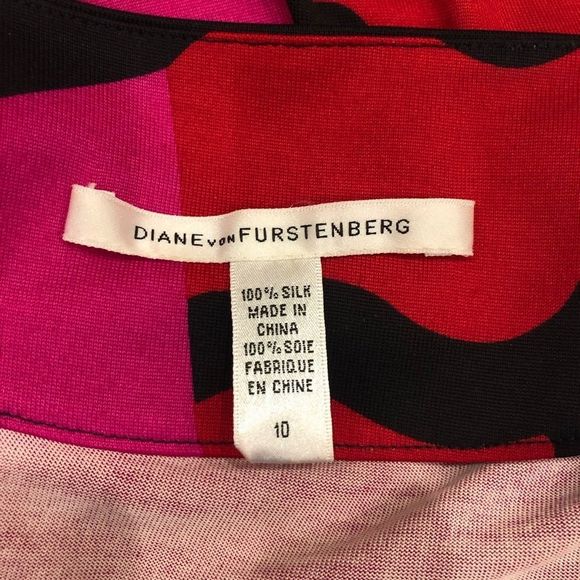 DIANE VON FURSTENBERG
100% SILK
MADE IN
CHINA
100% SOIE
FABRIQUE
EN CHINE
10